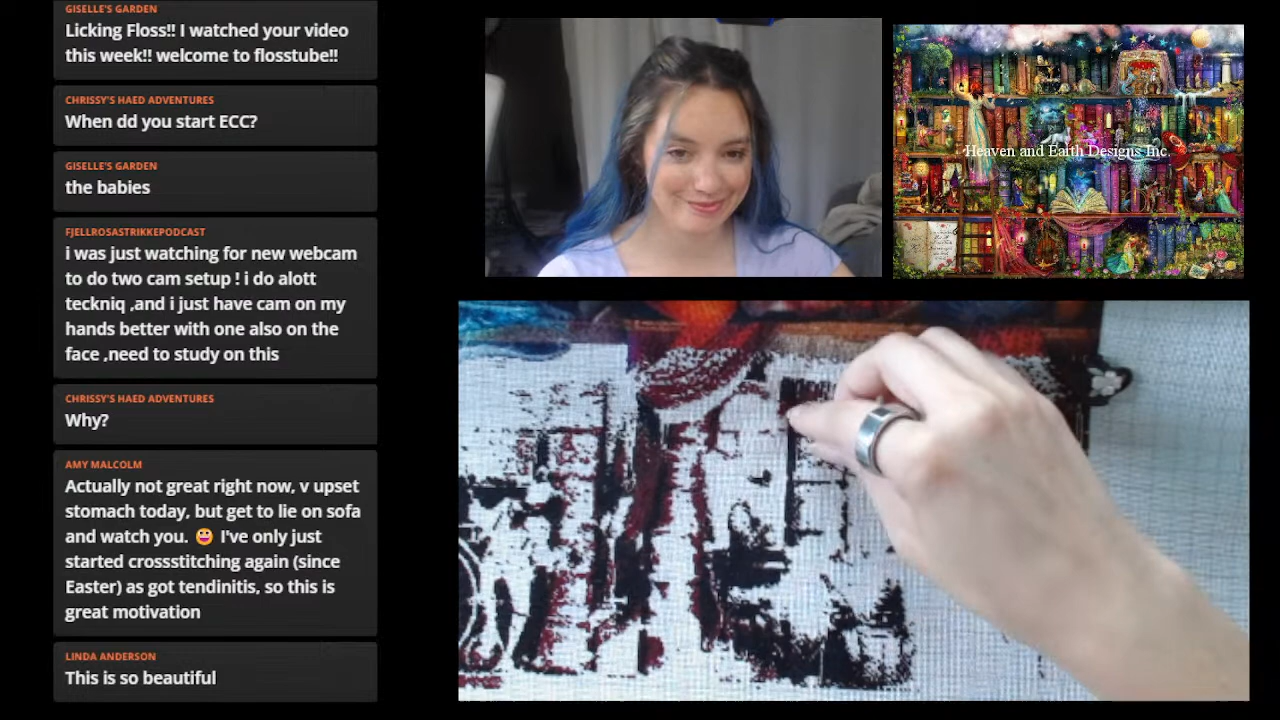 GISELLE'S GARDEN
Licking Floss!! I watched your video
this week!! welcome to flosstube!!
CHRISSY'S HAED ADVENTURES
When dd you start ECC?
GISELLE'S GARDEN
the babies
FJELLROSASTRIKKEPODCAST
i was just watching for new webcam
to do two cam setup ! i do alott
teckniq ,and i just have cam on my
hands better with one also on the
face ,need to study on this
CHRISSY'S HAED ADVENTURES
Why?
AMY MALCOLM
Actually not great right now, v upset
stomach today, but get to lie on sofa
and watch you. 😀 I've only just
started crossstitching again (since
Easter) as got tendinitis, so this is
great motivation
LINDA ANDERSON
This is so beautiful
Heaven and Earth Designs Inc.